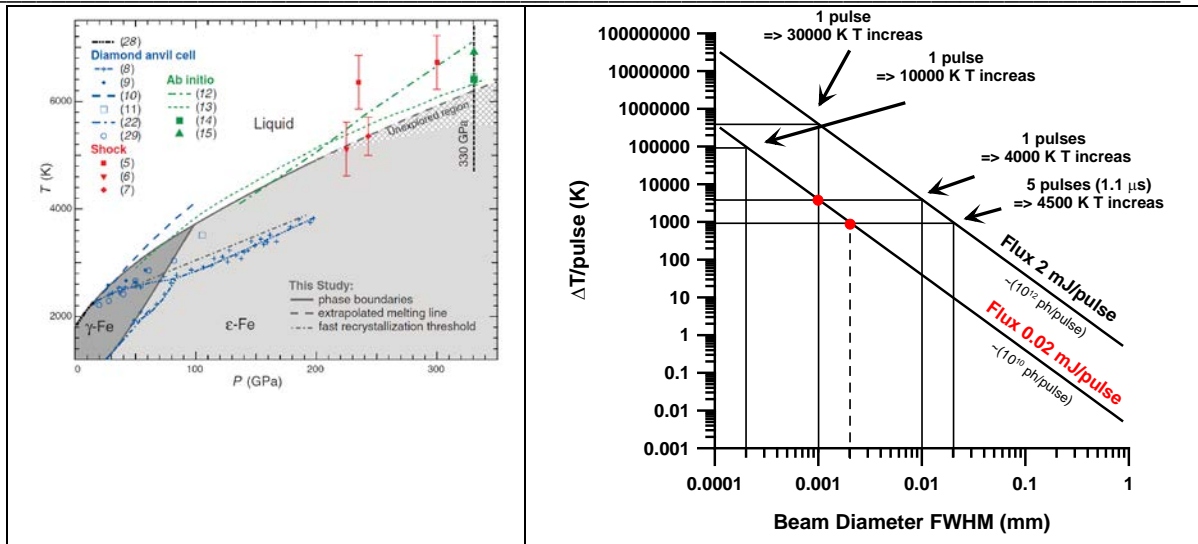 (28)
Diamond anvil cell
(8)
(9)
(10)
(11)
(22)
(29)
Shock
(5)
(6)
(7)
Ab initio
(12)
(13)
(14)
(15)
Liquid
Unexplored region
330 GPa
γ-Fe
ε-Fe
This Study:
phase boundaries
extrapolated melting line
fast recrystallization threshold
T (K)
6000
4000
2000
0
100
200
300
P (GPa)
1 pulse
=> 30000 K T increas
1 pulse
=> 10000 K T increas
1 pulses
=> 4000 K T increas
5 pulses (1.1 μs)
=> 4500 K T increas
Flux 2 mJ/pulse
~(10¹² ph/pulse)
Flux 0.02 mJ/pulse
~(10¹⁰ ph/pulse)
ΔT/pulse (K)
100000000
10000000
1000000
100000
10000
1000
100
10
1
0.1
0.01
0.001
0.0001
0.001
0.01
0.1
1
Beam Diameter FWHM (mm)